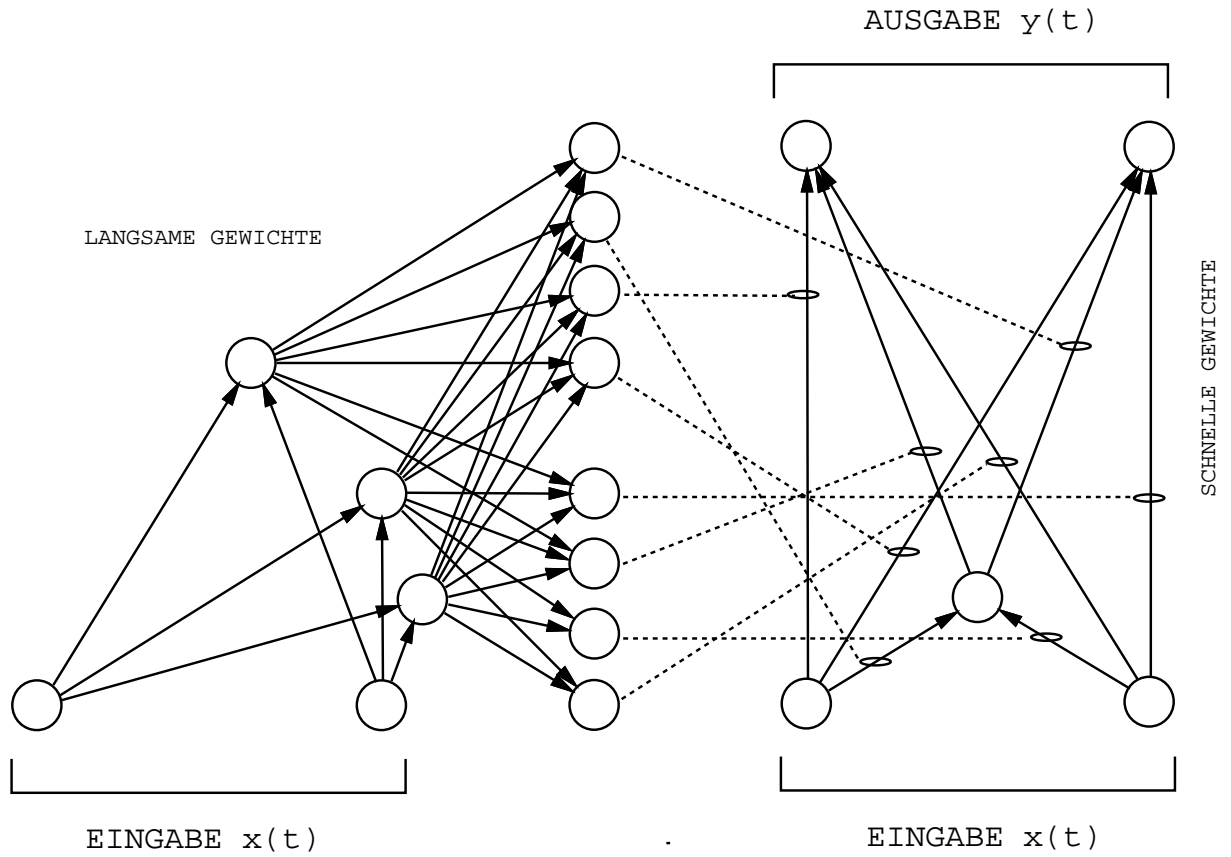 AUSGABE y(t)
LANGSAME GEWICHTE
SCHNELLE GEWICHTE
EINGABE x(t)
EINGABE x(t)